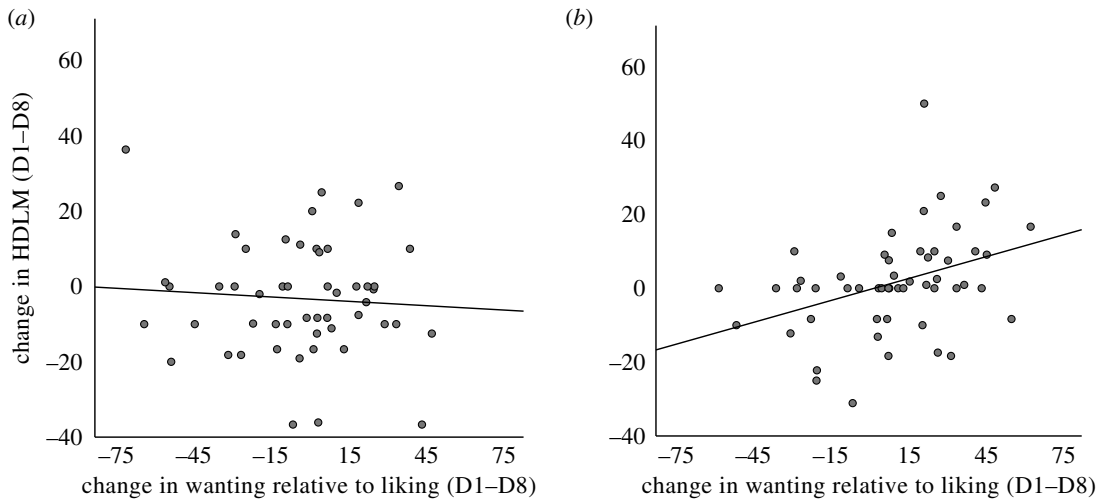 (a)
60
40
20
0
–20
–40
change in HDLM (D1–D8)
–75 –45 –15 15 45 75
change in wanting relative to liking (D1–D8)
(b)
60
40
20
0
–20
–40
–75 –45 –15 15 45 75
change in wanting relative to liking (D1–D8)